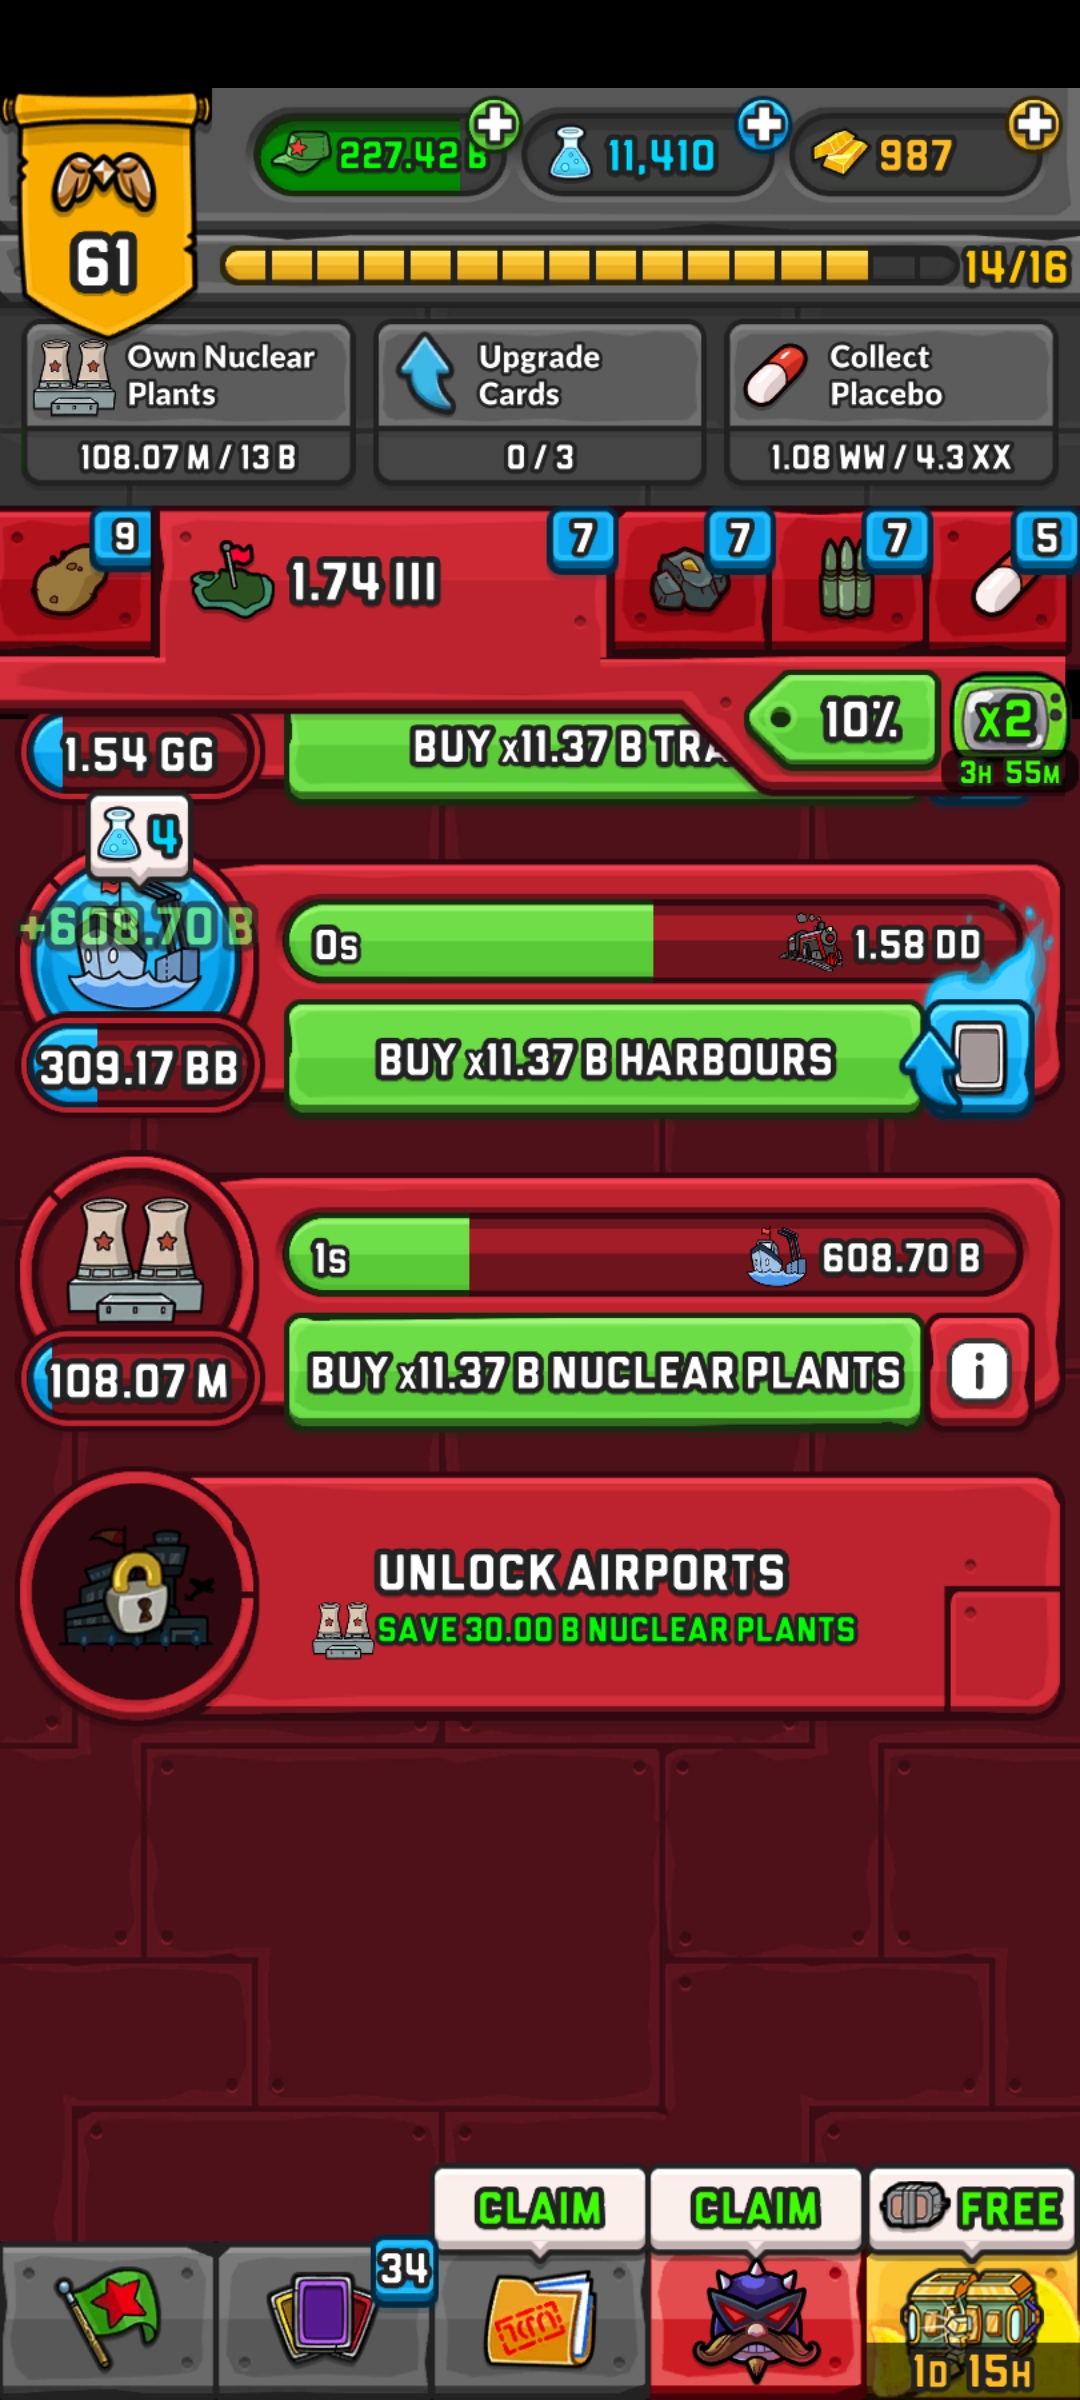 227.42 B
11,410
987
61
14/16
Own Nuclear
Plants
108.07 M / 13 B
Upgrade
Cards
0 / 3
Collect
Placebo
1.08 WW / 4.3 XX
9
1.74 III
7
7
7
5
10%
x2
3H 55M
1.54 GG
BUY x11.37 B TRA
4
+608.70 B
0s
1.58 DD
309.17 BB
BUY x11.37 B HARBOURS
1s
608.70 B
108.07 M
BUY x11.37 B NUCLEAR PLANTS
i
UNLOCK AIRPORTS
SAVE 30.00 B NUCLEAR PLANTS
CLAIM
CLAIM
FREE
34
1D 15H